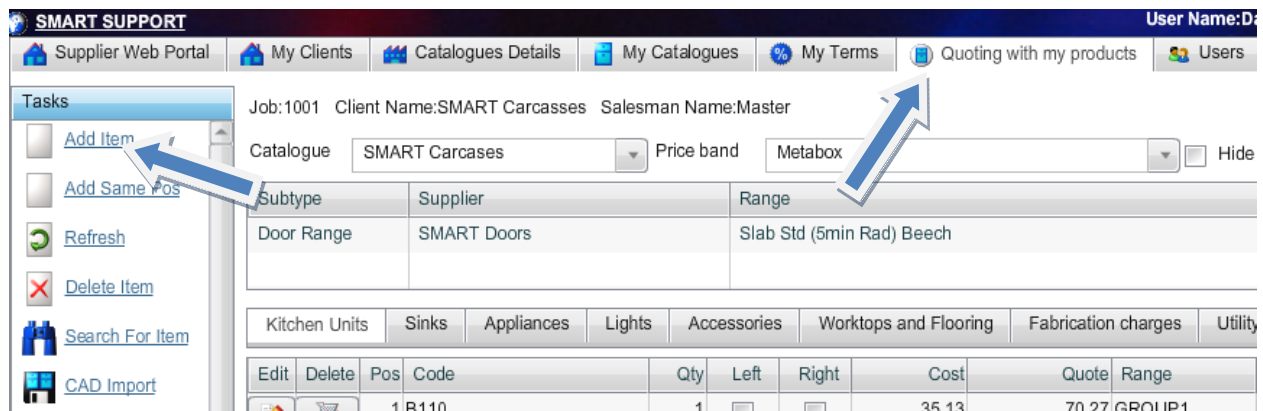 SMART SUPPORT
User Name:Da
Supplier Web Portal My Clients Catalogues Details My Catalogues My Terms Quoting with my products Users
Tasks
Job:1001 Client Name:SMART Carcasses Salesman Name:Master
Add Item
Catalogue SMART Carcases Price band Metabox Hide
Add Same Pos
Subtype Supplier Range
Refresh
Door Range SMART Doors Slab Std (5min Rad) Beech
Delete Item
Search For Item
Kitchen Units Sinks Appliances Lights Accessories Worktops and Flooring Fabrication charges Utility
CAD Import
Edit Delete Pos Code Qty Left Right Cost Quote Range
1 B110 1 35.13 70.27 GROUP1